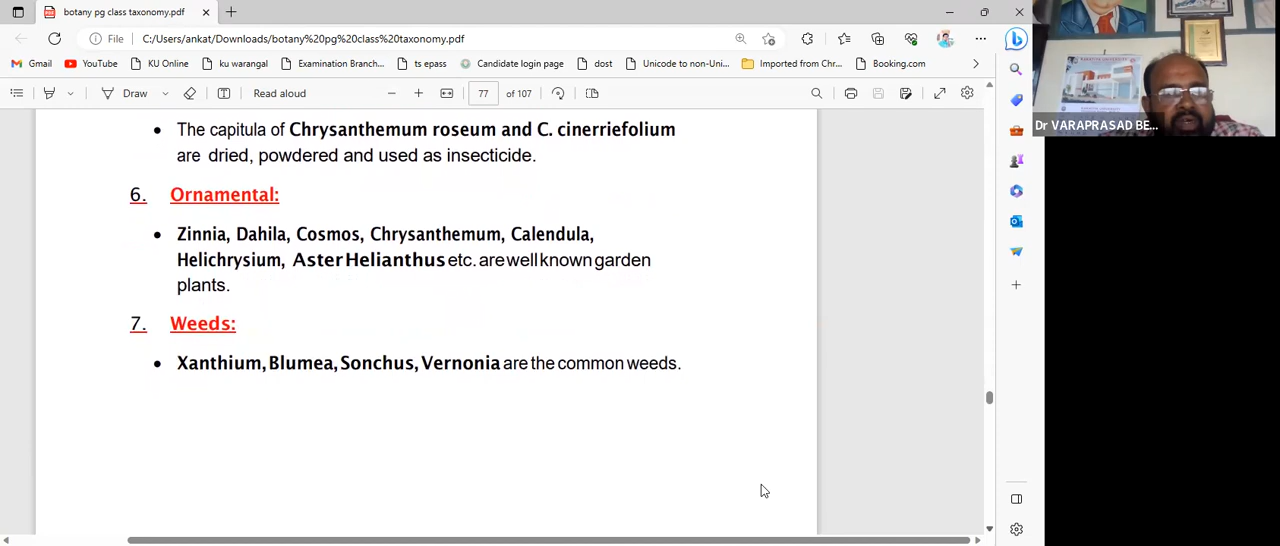 botany pg class taxonomy.pdf
File
C:/Users/ankat/Downloads/botany%20pg%20class%20taxonomy.pdf
Gmail
YouTube
KU Online
ku warangal
Examination Branch...
ts epass
Candidate login page
dost
Unicode to non-Uni...
Imported from Chr...
Booking.com
Draw
Read aloud
77 of 107
Dr VARAPRASAD BE...
• The capitula of Chrysanthemum roseum and C. cinerriefolium
are dried, powdered and used as insecticide.
6. Ornamental:
• Zinnia, Dahila, Cosmos, Chrysanthemum, Calendula,
Helichrysium, Aster Helianthus etc. are well known garden
plants.
7. Weeds:
• Xanthium, Blumea, Sonchus, Vernonia are the common weeds.